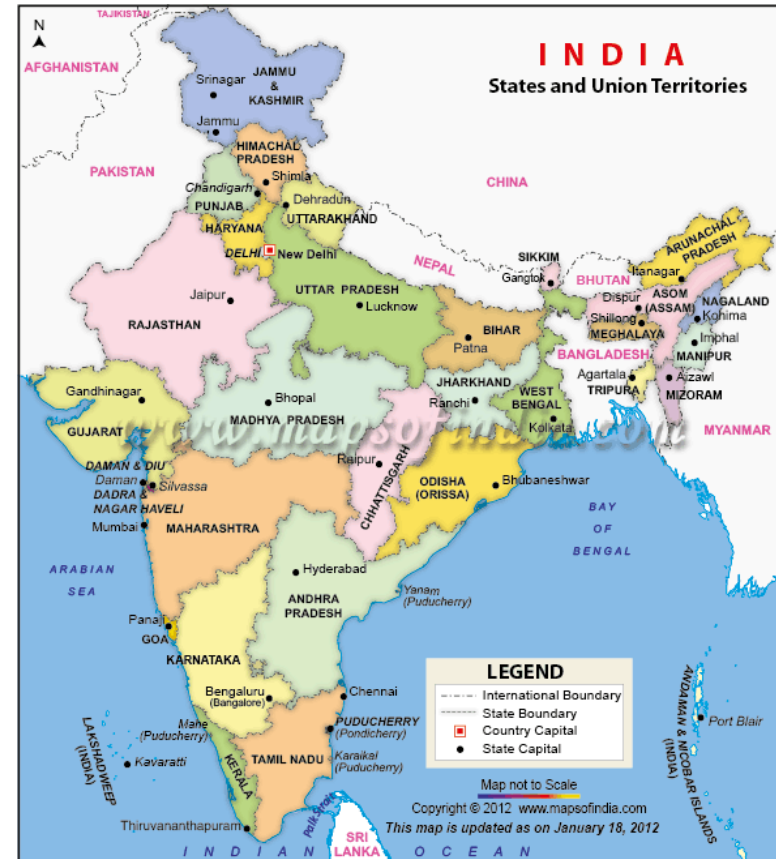 TAJIKISTAN
N
INDIA
States and Union Territories
AFGHANISTAN
JAMMU
&
KASHMIR
Srinagar
Jammu
PAKISTAN
HIMACHAL
PRADESH
Shimla
CHINA
Chandigarh
PUNJAB
Dehradun
UTTARAKHAND
HARYANA
DELHI
New Delhi
NEPAL
SIKKIM
Gangtok
BHUTAN
ARUNACHAL
PRADESH
Itanagar
Jaipur
RAJASTHAN
UTTAR PRADESH
Lucknow
BIHAR
Patna
Dispur
ASOM
(ASSAM)
NAGALAND
Kohima
Shillong
MEGHALAYA
Imphal
MANIPUR
BANGLADESH
Agartala
TRIPURA
Aizawl
MIZORAM
MYANMAR
Gandhinagar
GUJARAT
Bhopal
MADHYA PRADESH
JHARKHAND
Ranchi
WEST
BENGAL
Kolkata
www.mapsofindia.com
DAMAN & DIU
Daman
Silvassa
DADRA &
NAGAR HAVELI
Mumbai
MAHARASHTRA
Raipur
CHHATTISGARH
ODISHA
(ORISSA)
Bhubaneshwar
BAY
OF
BENGAL
ARABIAN
SEA
Hyderabad
ANDHRA
PRADESH
Yanam
(Puducherry)
Panaji
GOA
KARNATAKA
Bengaluru
(Bangalore)
Chennai
Mahe
(Puducherry)
PUDUCHERRY
(Pondicherry)
TAMIL NADU
Karaikal
(Puducherry)
KERALA
LAKSHADWEEP
(INDIA)
Kavaratti
Thiruvananthapuram
Palk Strait
SRI
LANKA
INDIAN OCEAN
LEGEND
International Boundary
State Boundary
Country Capital
State Capital
Map not to Scale
Copyright © 2012 www.mapsofindia.com
This map is updated as on January 18, 2012
ANDAMAN & NICOBAR ISLANDS
(INDIA)
Port Blair